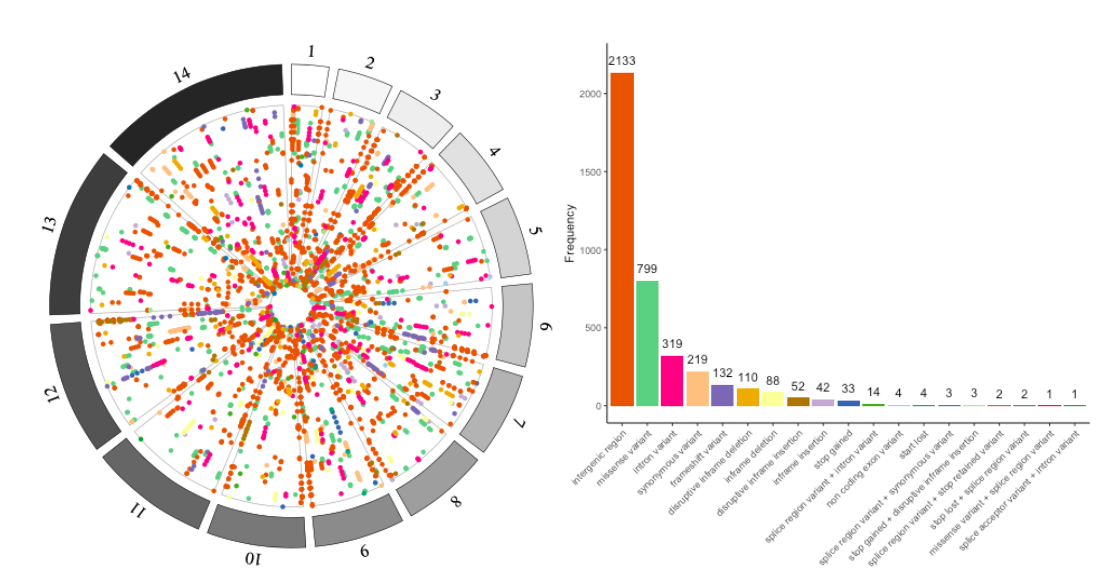 1
2
3
4
5
6
7
8
9
10
11
12
13
14
Frequency
2000
1500
1000
500
0
2133
799
319
219
132
110
88
52
42
33
14
4
4
3
3
2
2
1
1
intergenic region
missense variant
intron variant
synonymous variant
frameshift variant
disruptive inframe deletion
inframe deletion
disruptive inframe insertion
inframe insertion
stop gained
splice region variant + intron variant
non coding exon variant
start lost
splice region variant + synonymous variant
stop gained + disruptive inframe insertion
splice region variant + stop retained variant
stop lost + splice region variant
missense variant + splice region variant
splice acceptor variant + intron variant